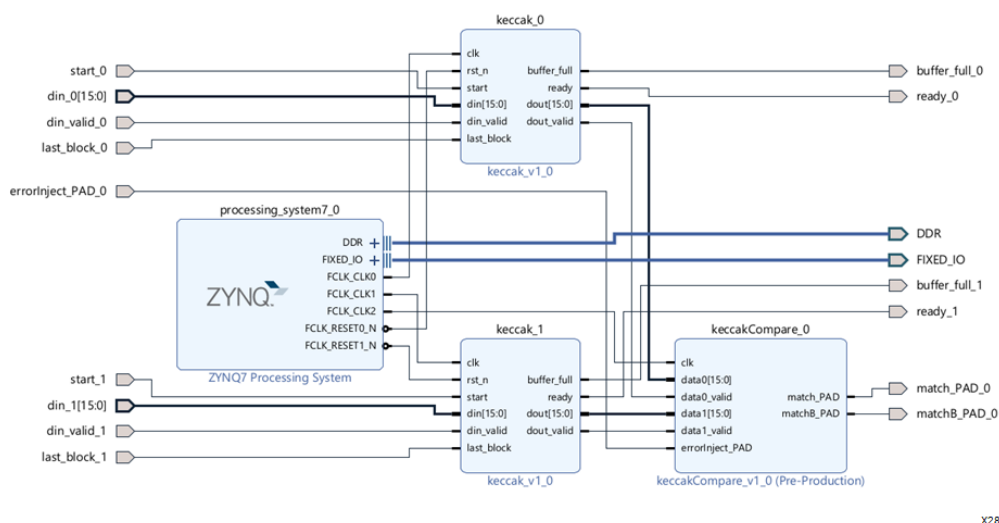 keccak_0
clk
start_0
rst_n buffer_full
buffer_full_0
start ready
din_0[15:0]
din[15:0] dout[15:0]
ready_0
din_valid_0
din_valid dout_valid
last_block_0
last_block
keccak_v1_0
errorInject_PAD_0
processing_system7_0
DDR
DDR
FIXED_IO
FIXED_IO
FCLK_CLK0
ZYNQ
FCLK_CLK1
buffer_full_1
FCLK_CLK2
ready_1
FCLK_RESET0_N
keccak_1
keccakCompare_0
FCLK_RESET1_N
ZYNQ7 Processing System
clk
clk
start_1
rst_n buffer_full
data0[15:0]
start ready
data0_valid match_PAD
match_PAD_0
din_1[15:0]
din[15:0] dout[15:0]
data1[15:0] matchB_PAD
matchB_PAD_0
din_valid_1
din_valid dout_valid
data1_valid
last_block_1
last_block
errorInject_PAD
keccak_v1_0
keccakCompare_v1_0 (Pre-Production)